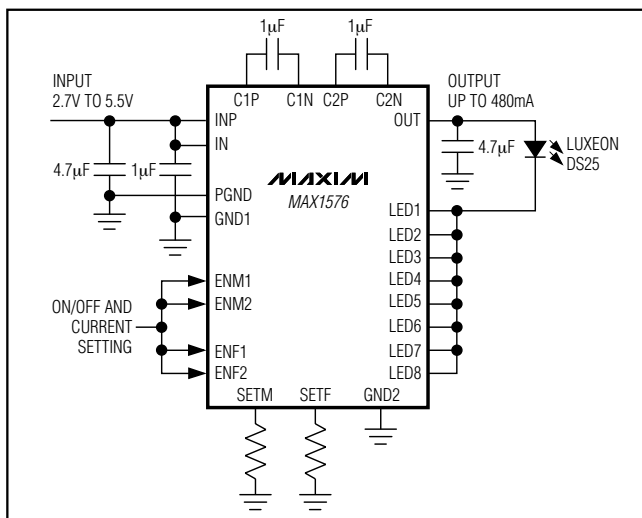 1µF
1µF
INPUT
2.7V TO 5.5V
C1P
C1N
C2P
C2N
OUTPUT
UP TO 480mA
INP
OUT
IN
4.7µF
1µF
4.7µF
LUXEON
DS25
PGND
MAXIM
MAX1576
GND1
LED1
LED2
LED3
ENM1
LED4
ENM2
LED5
ON/OFF AND
CURRENT
SETTING
LED6
ENF1
LED7
ENF2
LED8
SETM
SETF
GND2